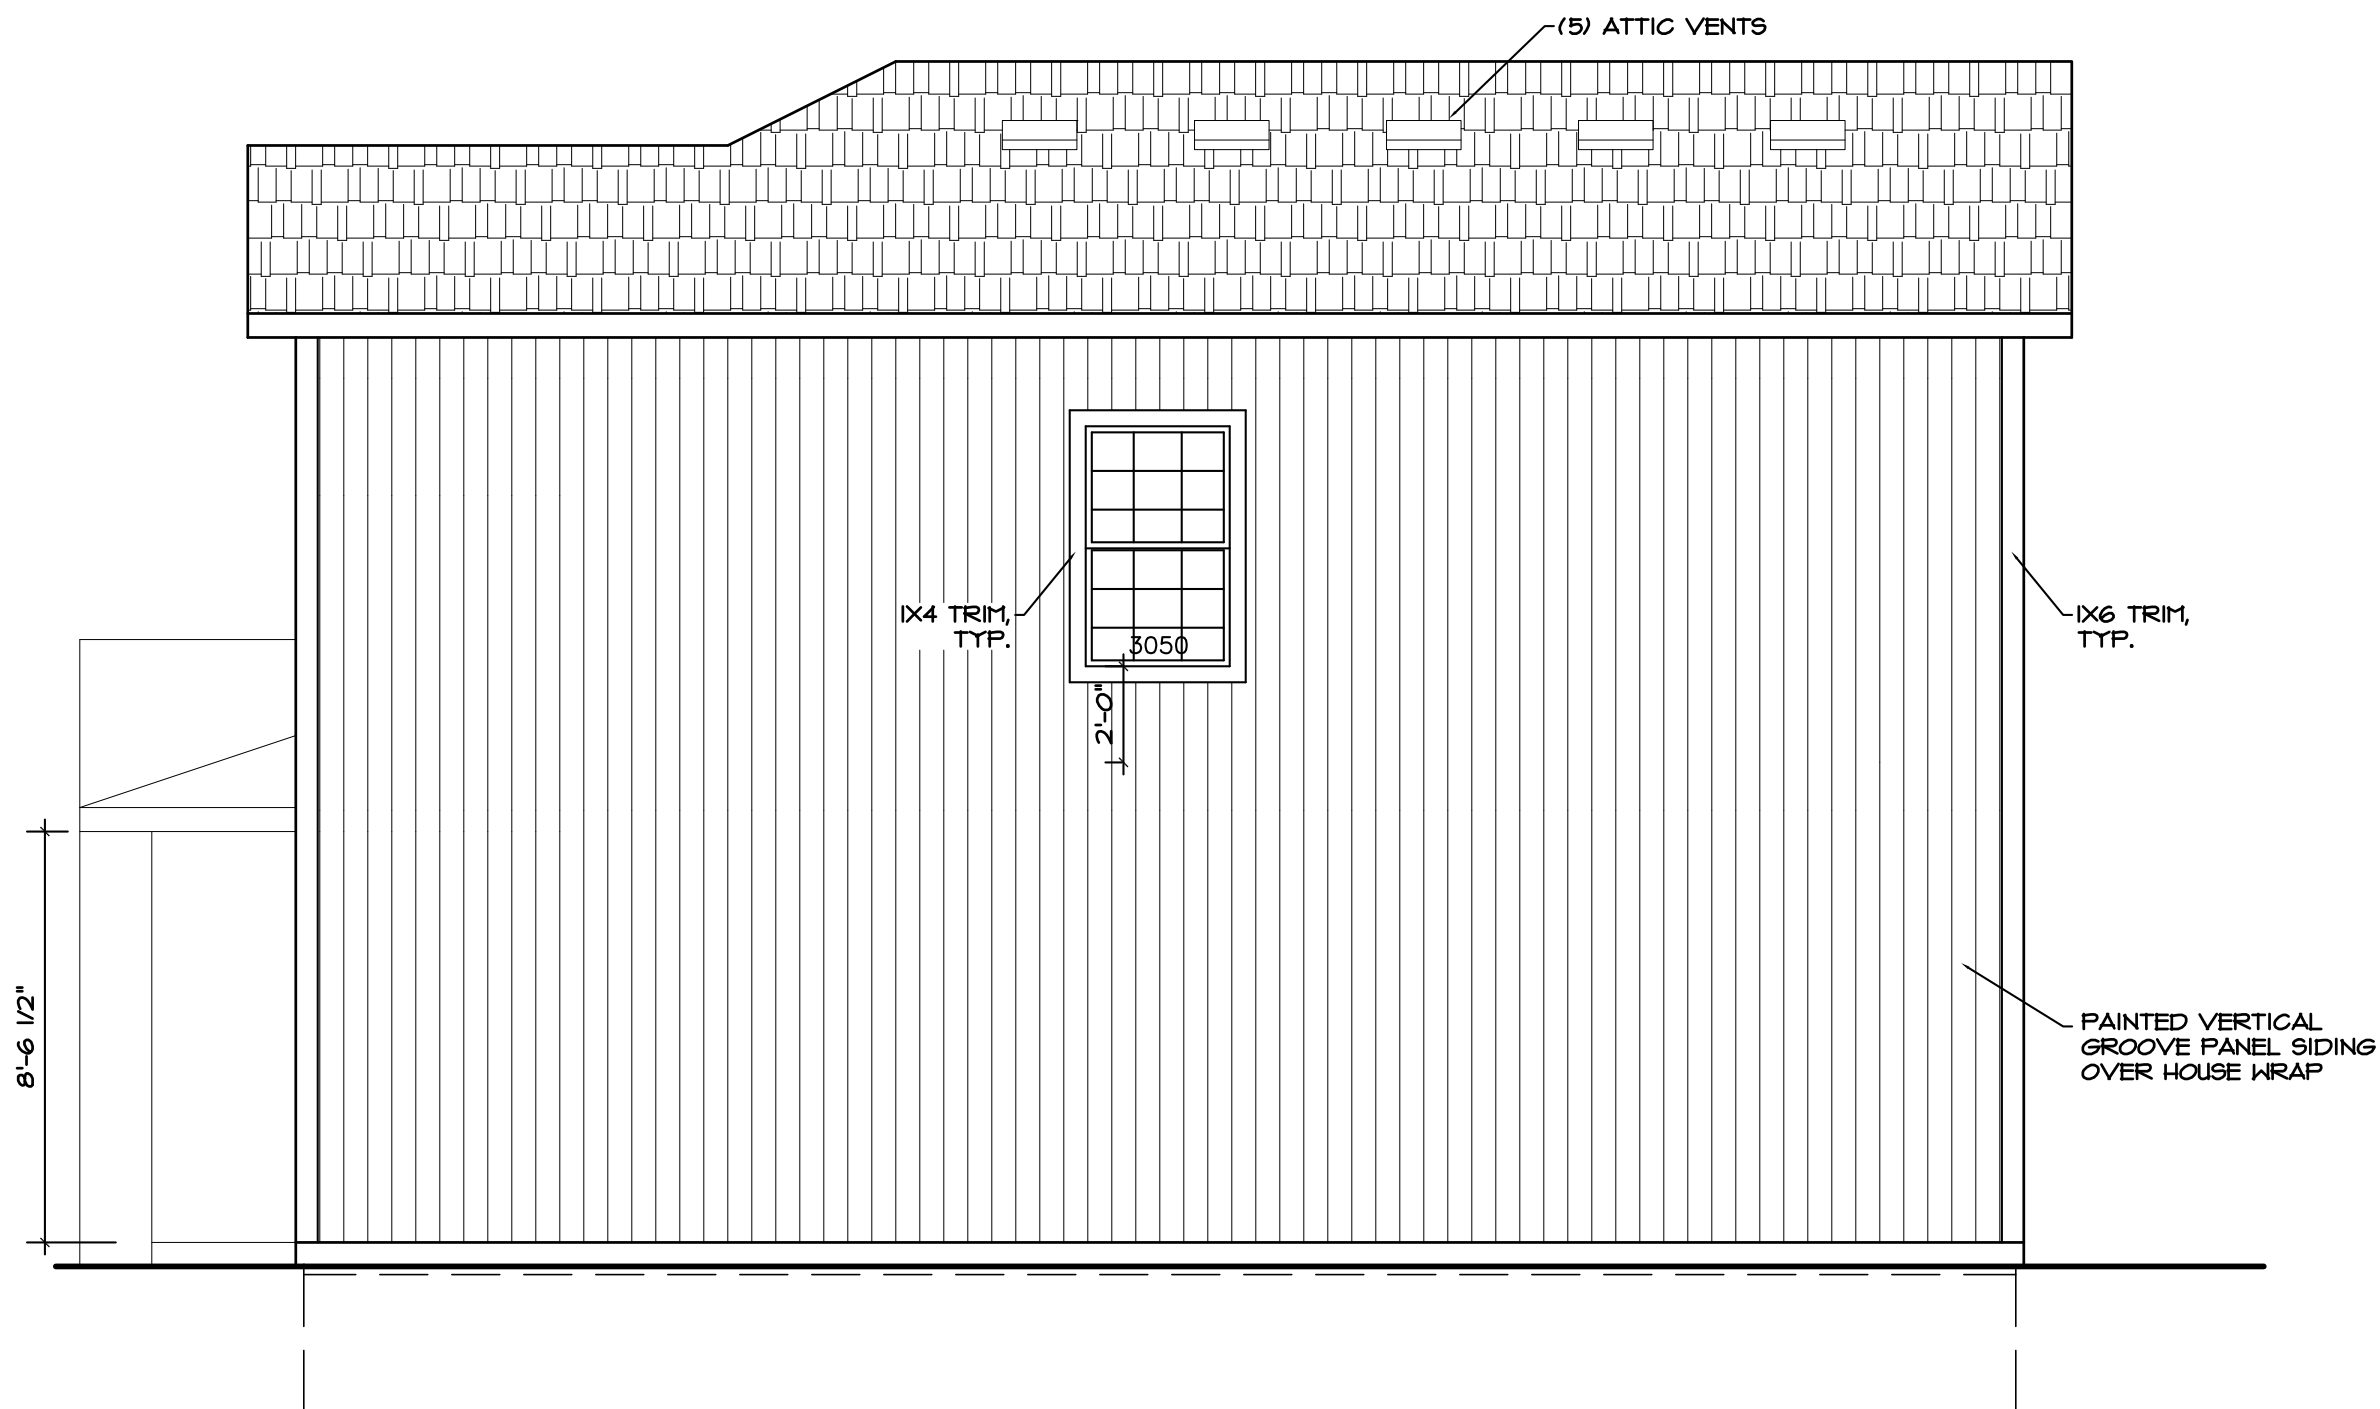 (5) ATTIC VENTS
1X4 TRIM,
TYP.
1X6 TRIM,
TYP.
3050
2'-0"
8'-6 1/2"
PAINTED VERTICAL
GROOVE PANEL SIDING
OVER HOUSE WRAP